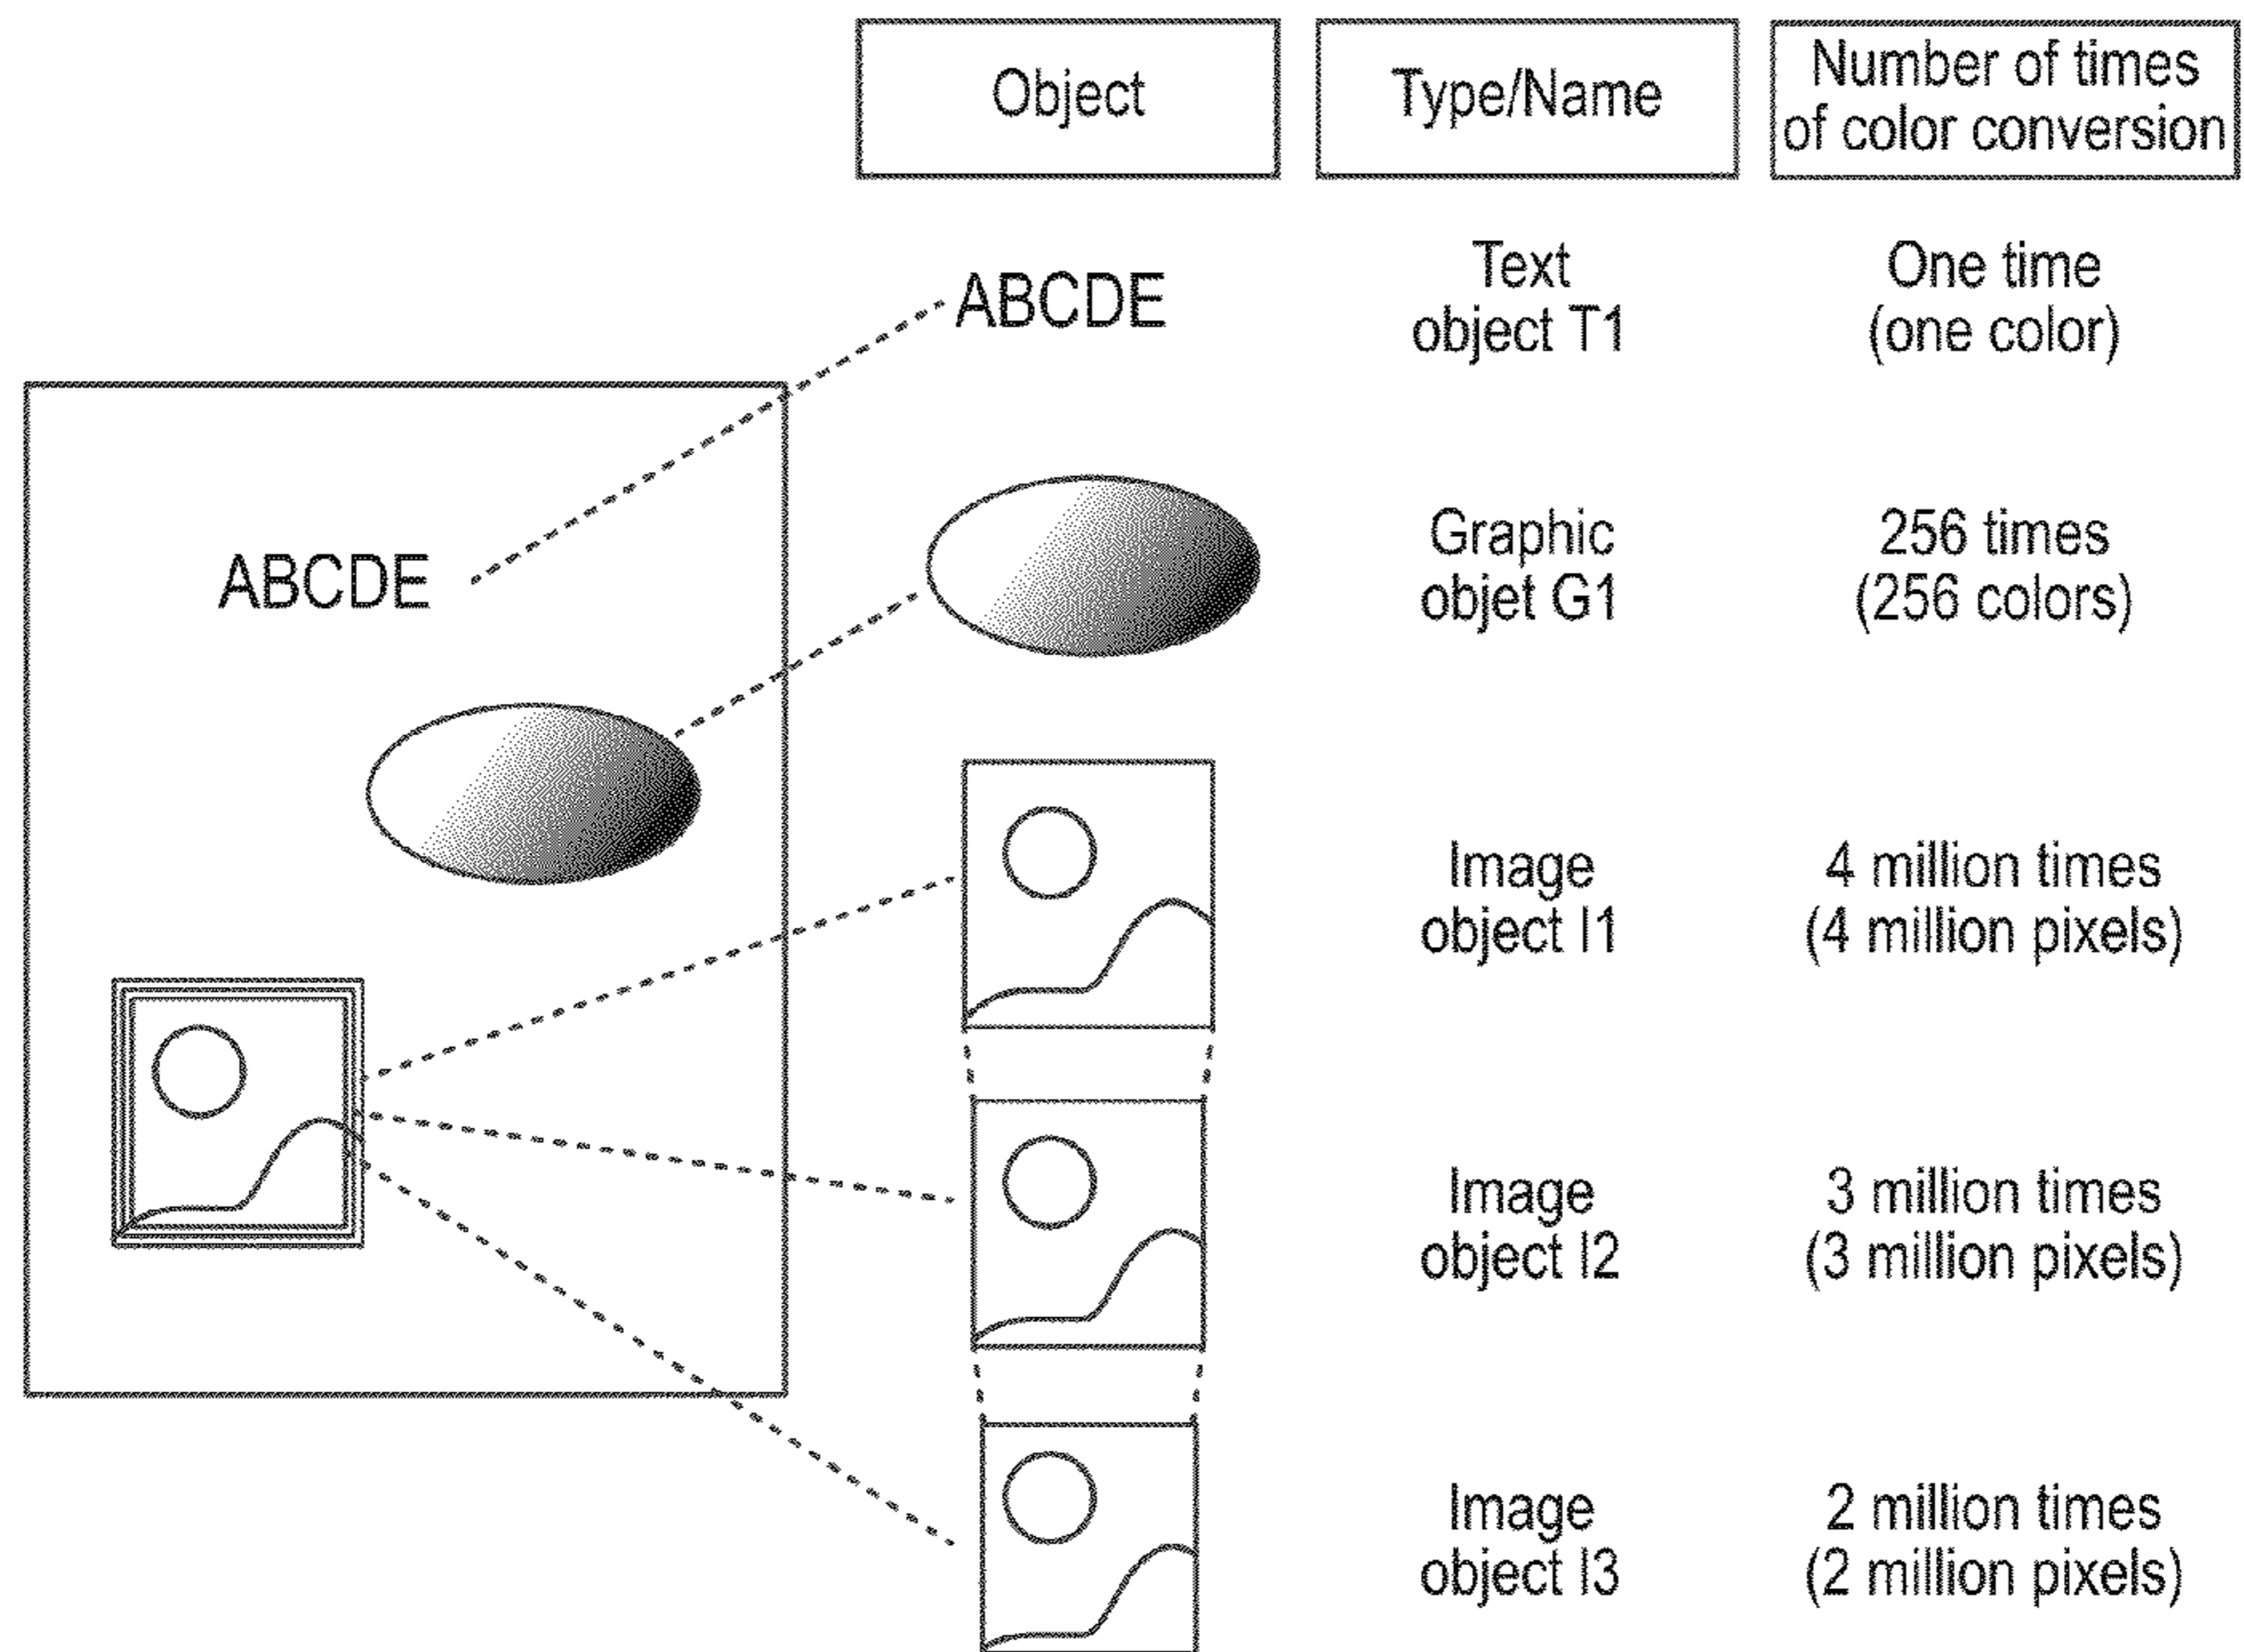 Object
Type/Name
Number of times
of color conversion
ABCDE
Text
object T1
One time
(one color)
ABCDE
Graphic
objet G1
256 times
(256 colors)
Image
object I1
4 million times
(4 million pixels)
Image
object I2
3 million times
(3 million pixels)
Image
object I3
2 million times
(2 million pixels)